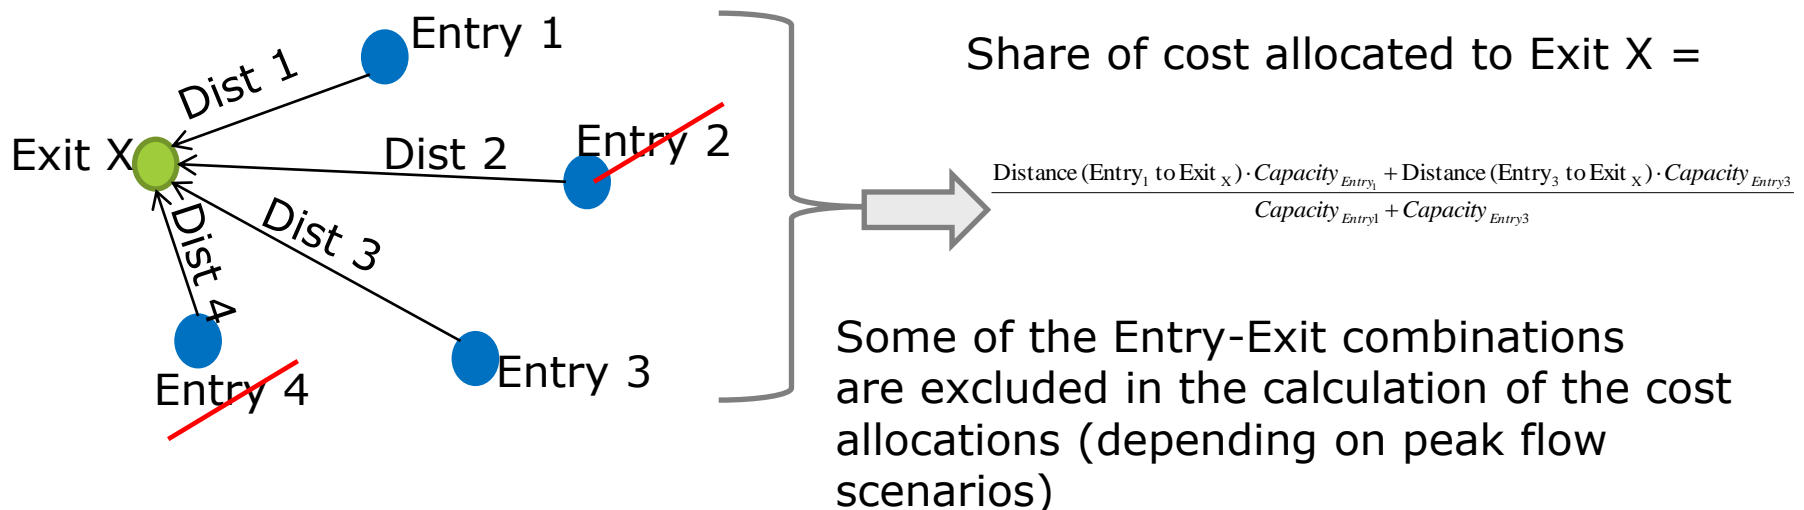 Entry 1
Dist 1
Exit X
Dist 2
Entry 2
Dist 3
Dist 4
Entry 3
Entry 4
Share of cost allocated to Exit X =
Distance (Entry₁ to Exit X) · Capacity Entry₁ + Distance (Entry₃ to Exit X) · Capacity Entry3
Capacity Entry1 + Capacity Entry3
Some of the Entry-Exit combinations
are excluded in the calculation of the cost
allocations (depending on peak flow
scenarios)